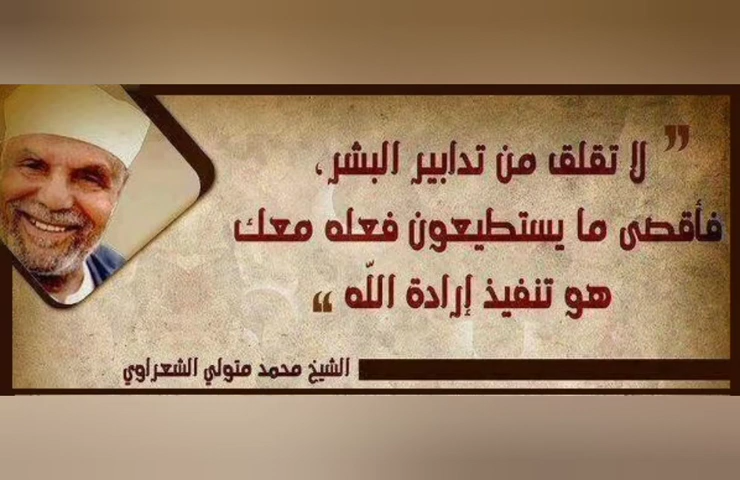 ”لا تقلق من تدابير البشر،
فأقصى ما يستطيعون فعله معك
هو تنفيذ إرادة الله“
الشيخ محمد متولي الشعراوي